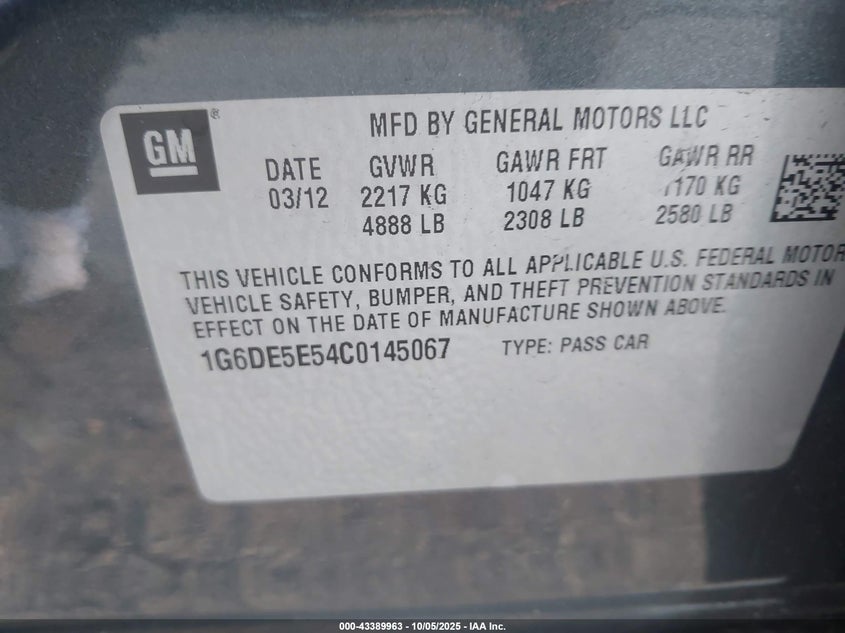 GM ®
MFD BY GENERAL MOTORS LLC
DATE GVWR GAWR FRT GAWR RR
03/12 2217 KG 1047 KG 1170 KG
4888 LB 2308 LB 2580 LB
THIS VEHICLE CONFORMS TO ALL APPLICABLE U.S. FEDERAL MOTOR
VEHICLE SAFETY, BUMPER, AND THEFT PREVENTION STANDARDS IN
EFFECT ON THE DATE OF MANUFACTURE SHOWN ABOVE.
1G6DE5E54C0145067 TYPE: PASS CAR
000-43389963 - 10/05/2025 - IAA Inc.